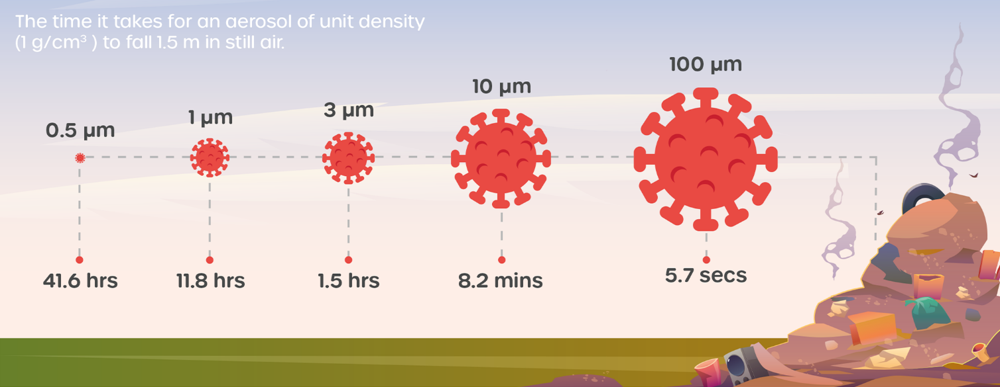 The time it takes for an aerosol of unit density
(1 g/cm³ ) to fall 1.5 m in still air.
0.5 µm
1 µm
3 µm
10 µm
100 µm
41.6 hrs
11.8 hrs
1.5 hrs
8.2 mins
5.7 secs